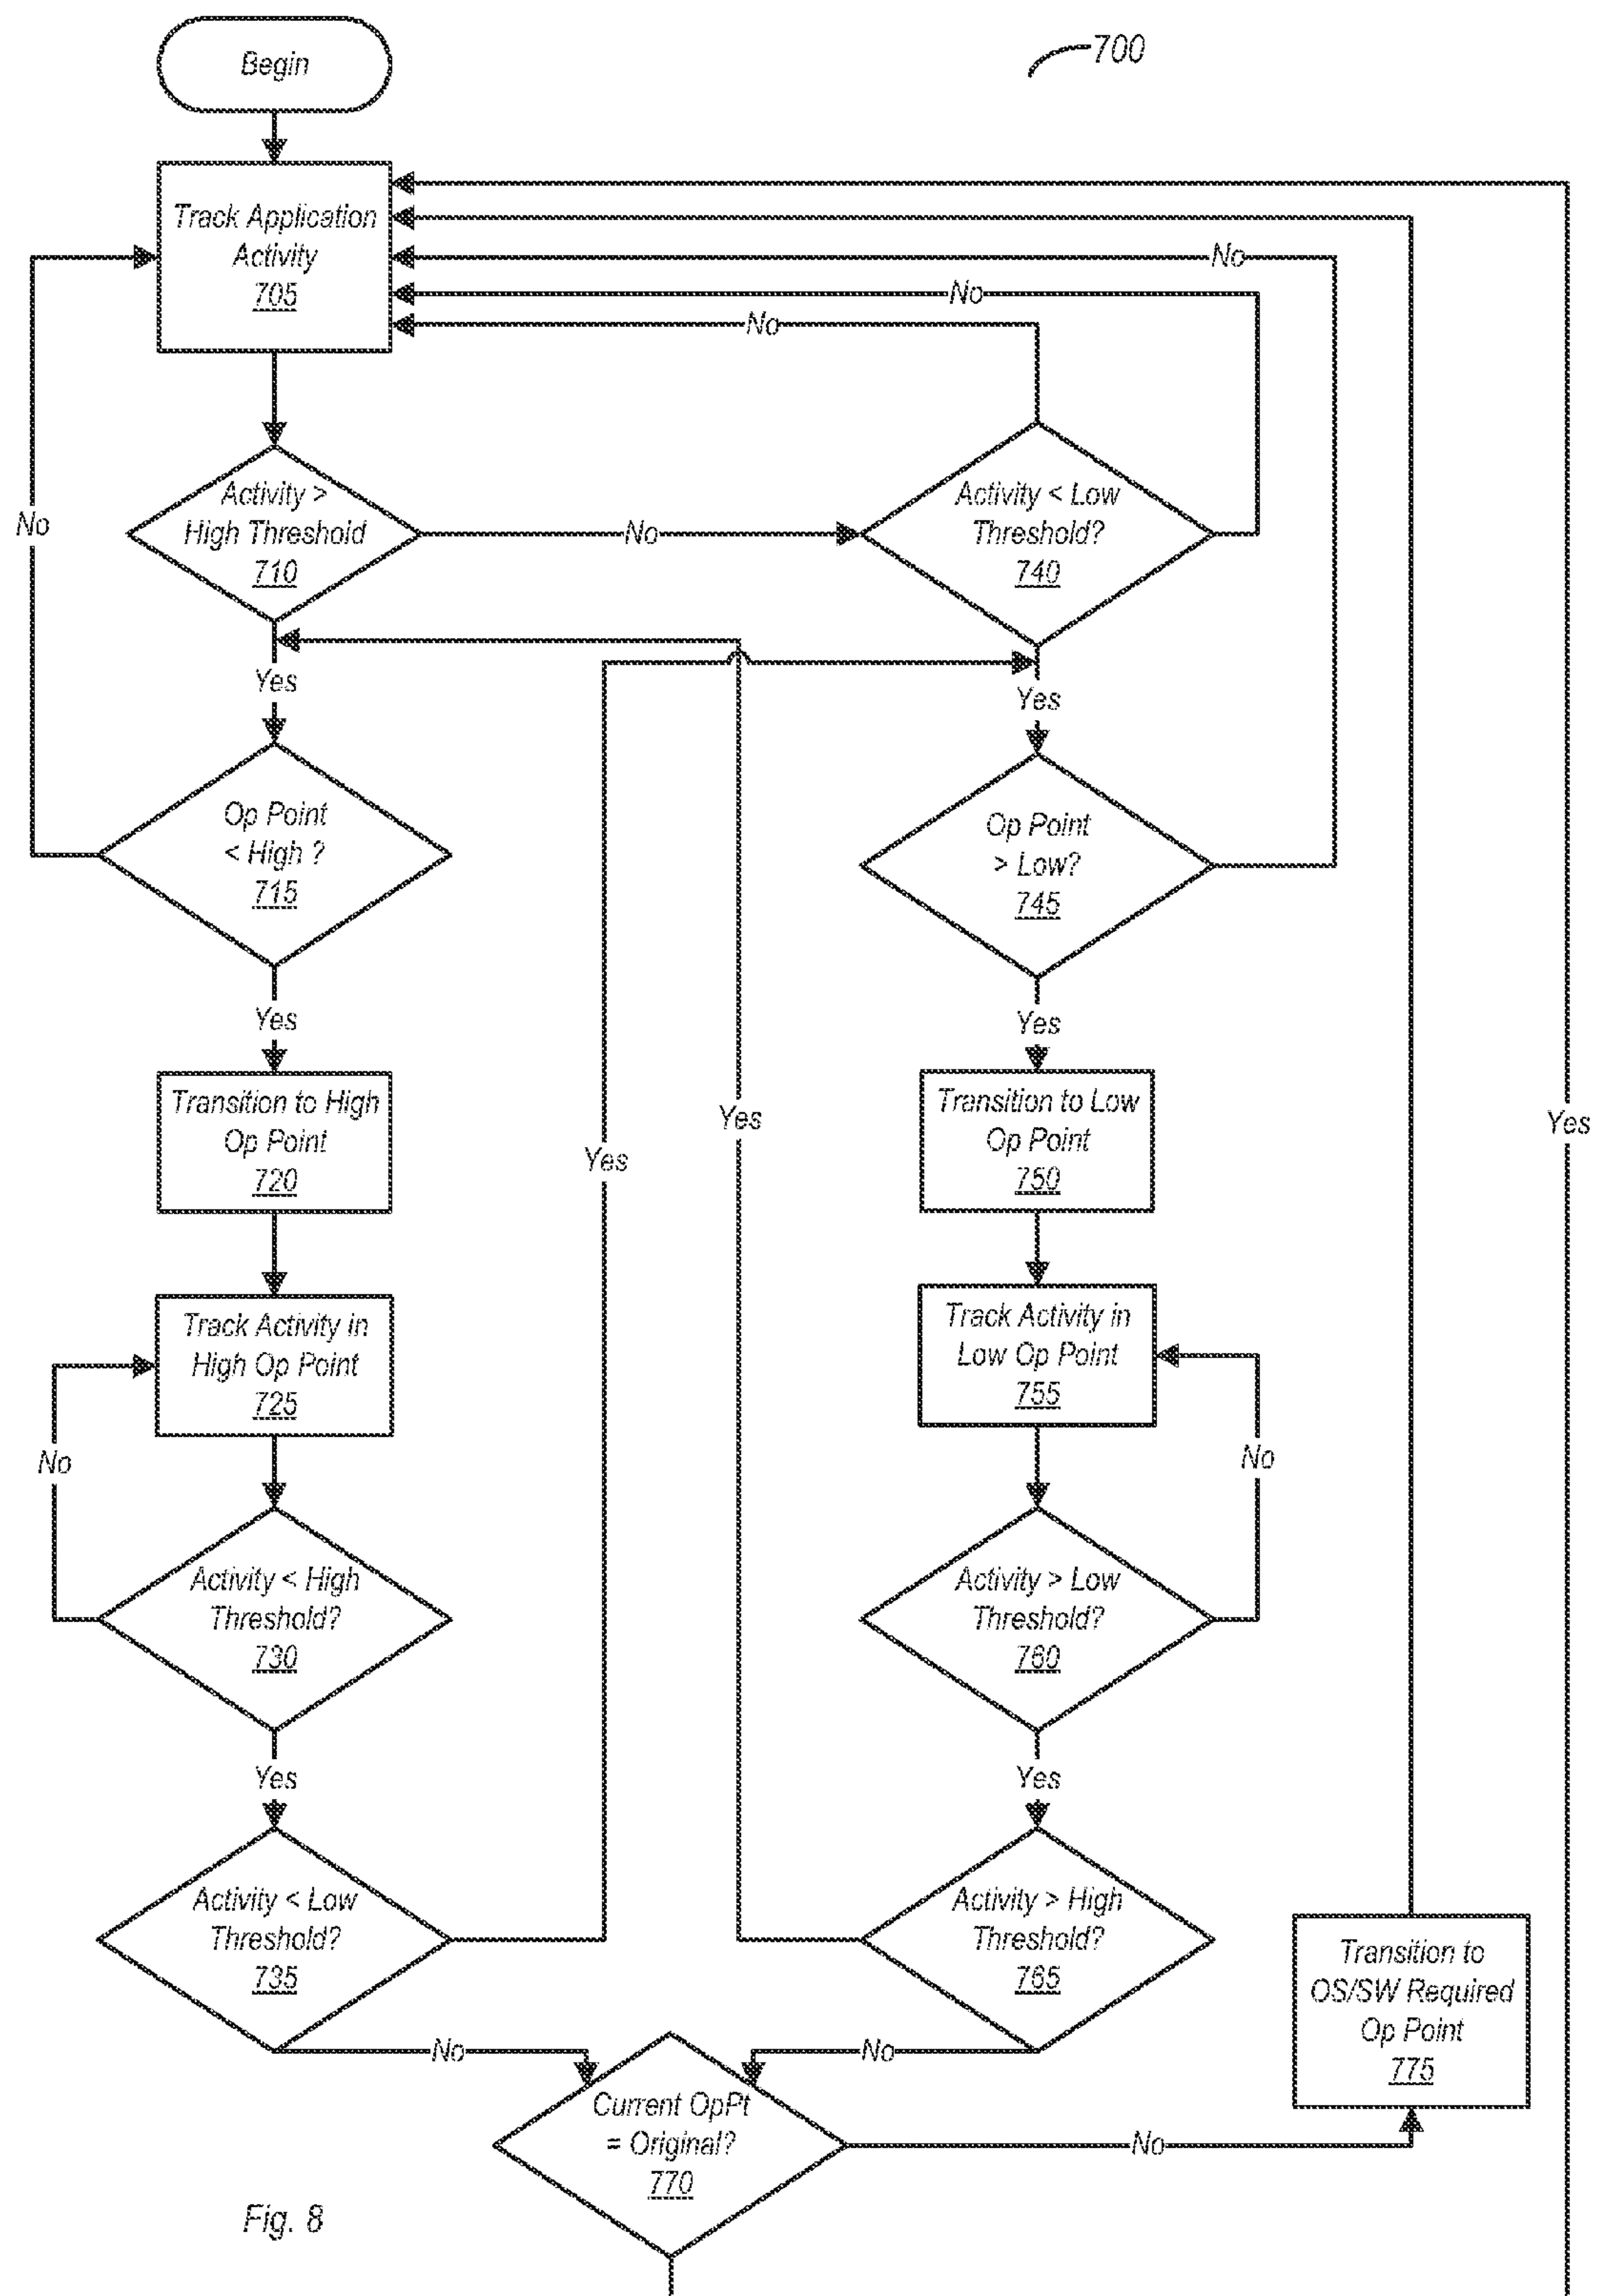 Begin
700
Track Application
Activity
705
No
No
No
Activity >
High Threshold
710
No
Activity < Low
Threshold?
740
No
Yes
Yes
Op Point
< High ?
715
Op Point
> Low?
745
Yes
Yes
Transition to High
Op Point
720
Transition to Low
Op Point
750
Yes
Yes
Yes
Track Activity in
High Op Point
725
Track Activity in
Low Op Point
755
No
No
Activity < High
Threshold?
730
Activity > Low
Threshold?
760
Yes
Yes
Activity < Low
Threshold?
735
Activity > High
Threshold?
765
Transition to
OS/SW Required
Op Point
775
No
No
Current OpPt
= Original?
770
No
Fig. 8